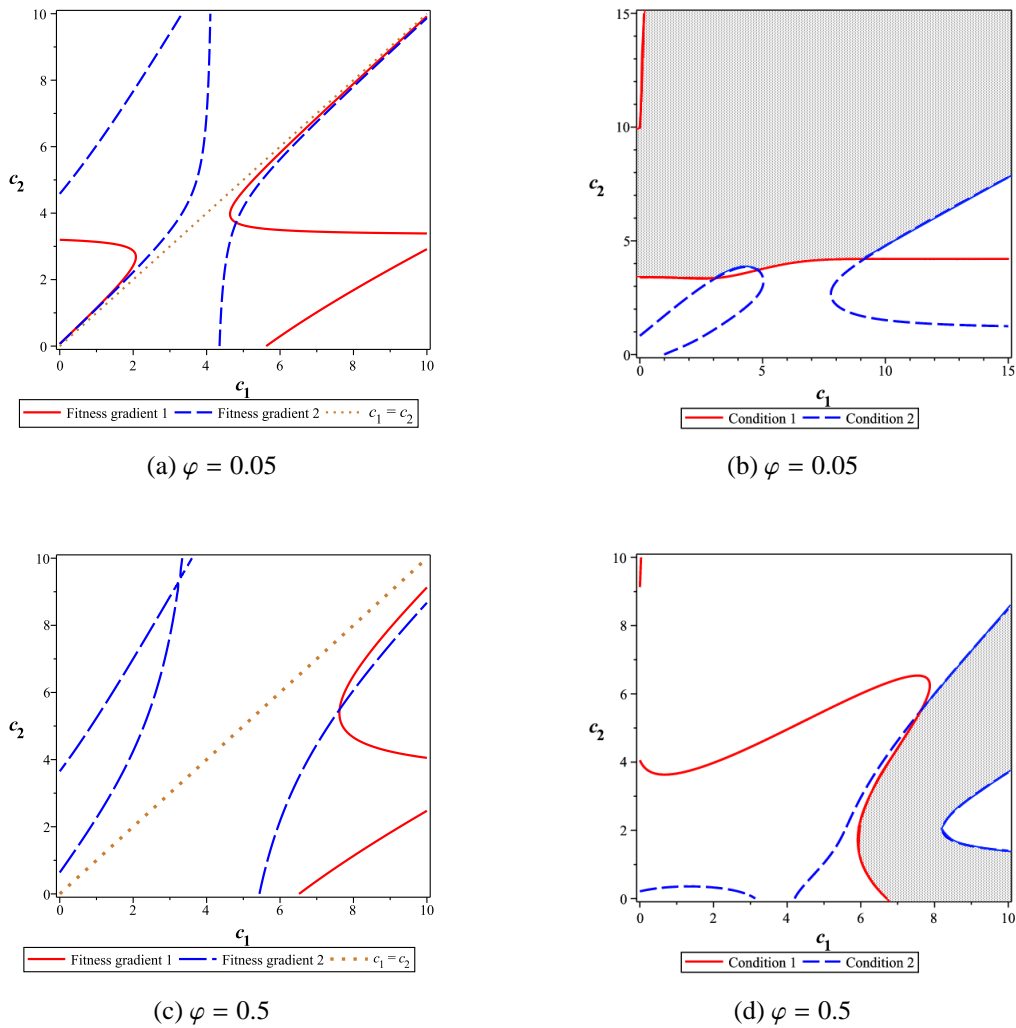 10
8
6
c₂
4
2
0
0 2 4 6 8 10
c₁
Fitness gradient 1 Fitness gradient 2 c₁ = c₂
(a) φ = 0.05
15
10
c₂
5
0
0 5 10 15
c₁
Condition 1 Condition 2
(b) φ = 0.05
10
8
6
c₂
4
2
0
0 2 4 6 8 10
c₁
Fitness gradient 1 Fitness gradient 2 c₁ = c₂
(c) φ = 0.5
10
8
6
c₂
4
2
0
0 2 4 6 8 10
c₁
Condition 1 Condition 2
(d) φ = 0.5